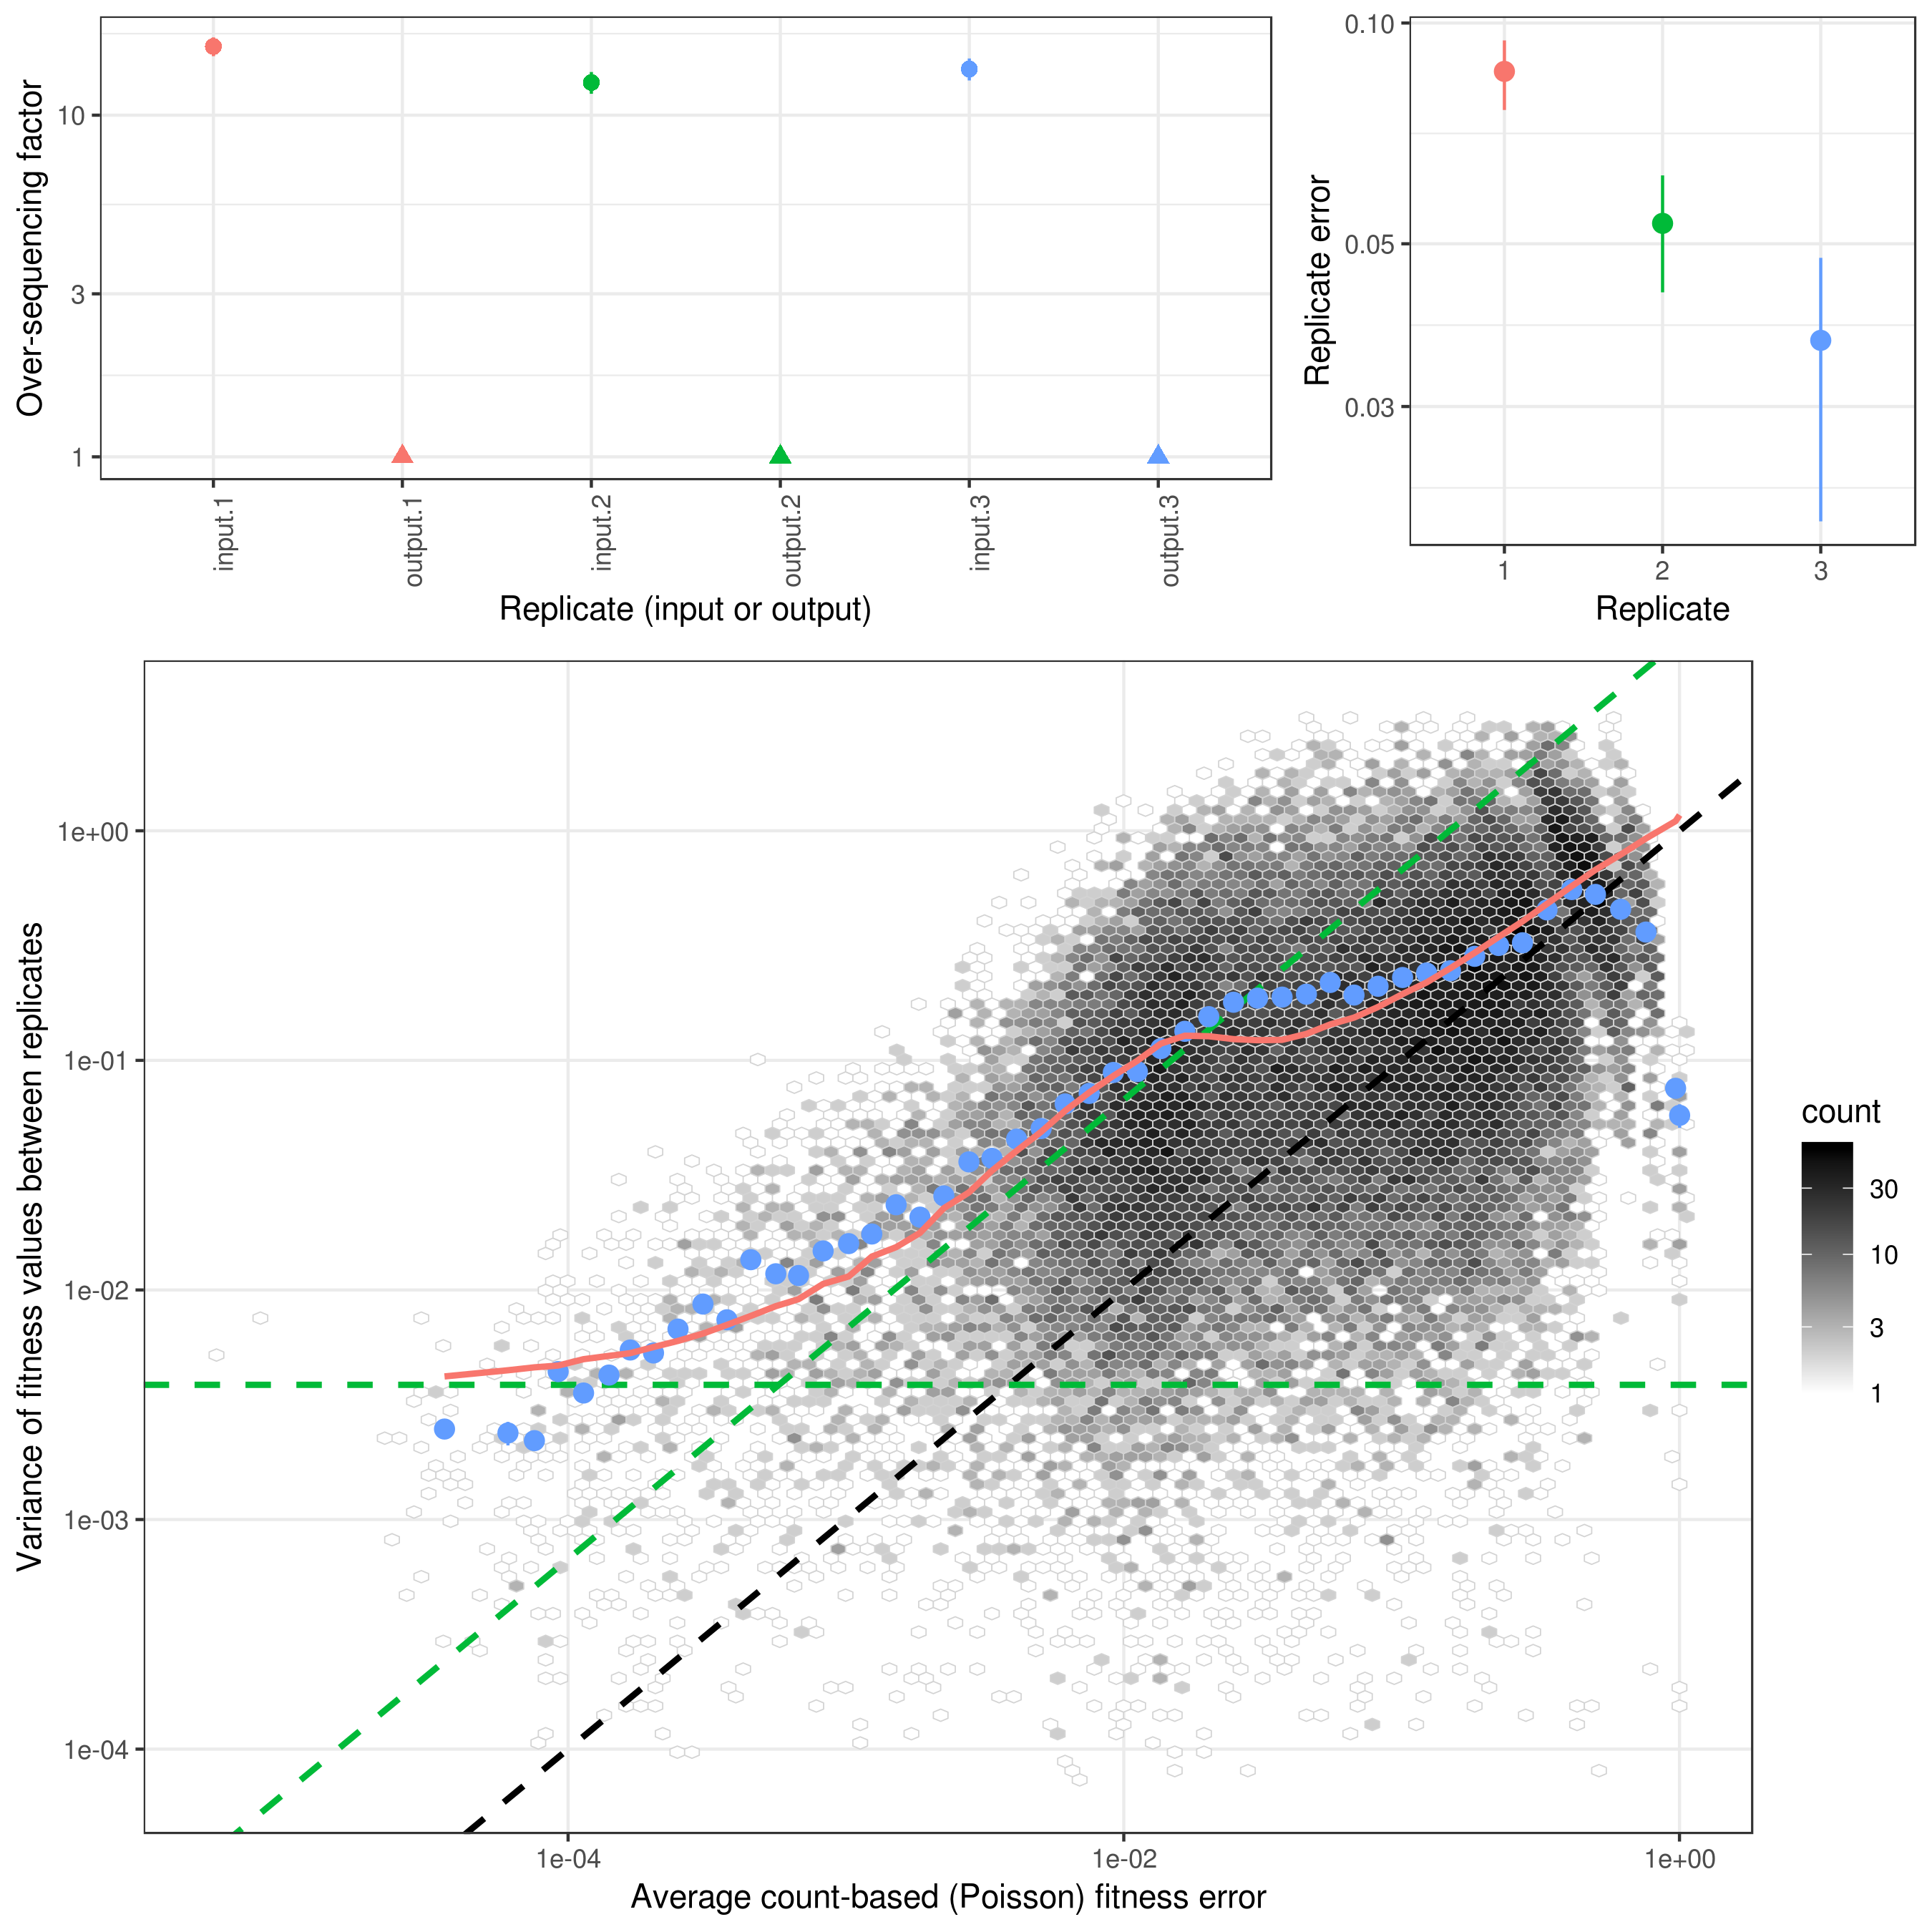 Over-sequencing factor
10
3
1
input.1
output.1
input.2
output.2
input.3
output.3
Replicate (input or output)
Replicate error
0.10
0.05
0.03
1
2
3
Replicate
Variance of fitness values between replicates
1e+00
1e-01
1e-02
1e-03
1e-04
1e-04
1e-02
1e+00
Average count-based (Poisson) fitness error
count
30
10
3
1